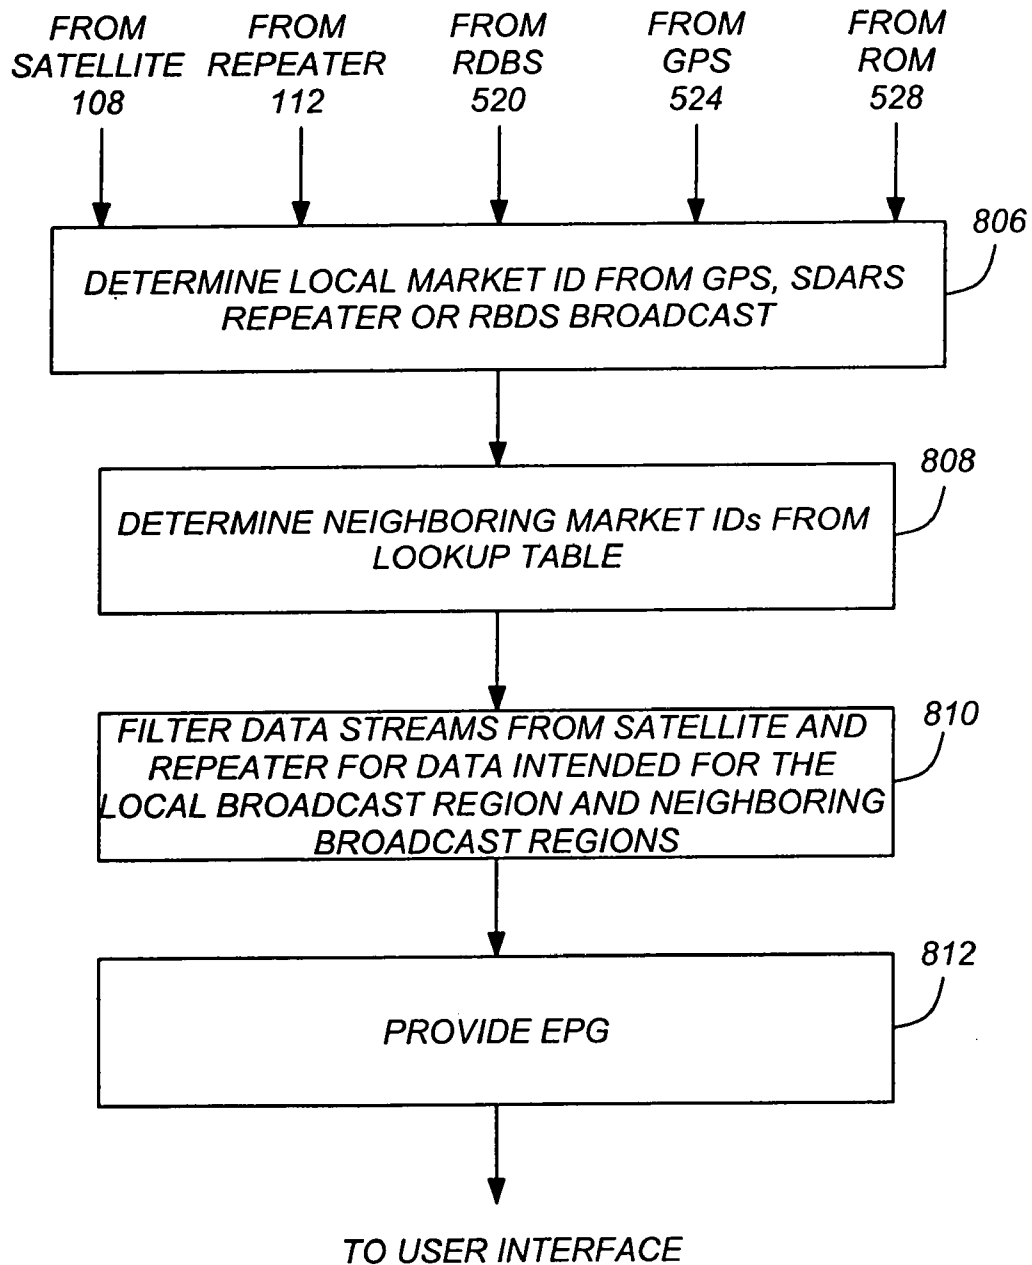 FROM SATELLITE 108
FROM REPEATER 112
FROM RDBS 520
FROM GPS 524
FROM ROM 528
806
DETERMINE LOCAL MARKET ID FROM GPS, SDARS
REPEATER OR RBDS BROADCAST
808
DETERMINE NEIGHBORING MARKET IDs FROM
LOOKUP TABLE
810
FILTER DATA STREAMS FROM SATELLITE AND
REPEATER FOR DATA INTENDED FOR THE
LOCAL BROADCAST REGION AND NEIGHBORING
BROADCAST REGIONS
812
PROVIDE EPG
TO USER INTERFACE